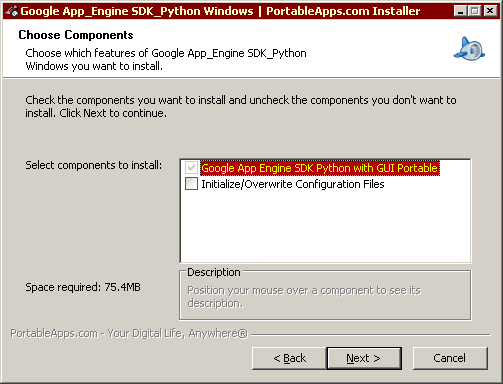 Google App_Engine SDK_Python Windows | PortableApps.com Installer
Choose Components
Choose which features of Google App_Engine SDK_Python
Windows you want to install.
Check the components you want to install and uncheck the components you don't want to
install. Click Next to continue.
Select components to install:
Google App Engine SDK Python with GUI Portable
Initialize/Overwrite Configuration Files
Space required: 75.4MB
Description
Position your mouse over a component to see its
description.
PortableApps.com - Your Digital Life, Anywhere®
< Back
Next >
Cancel